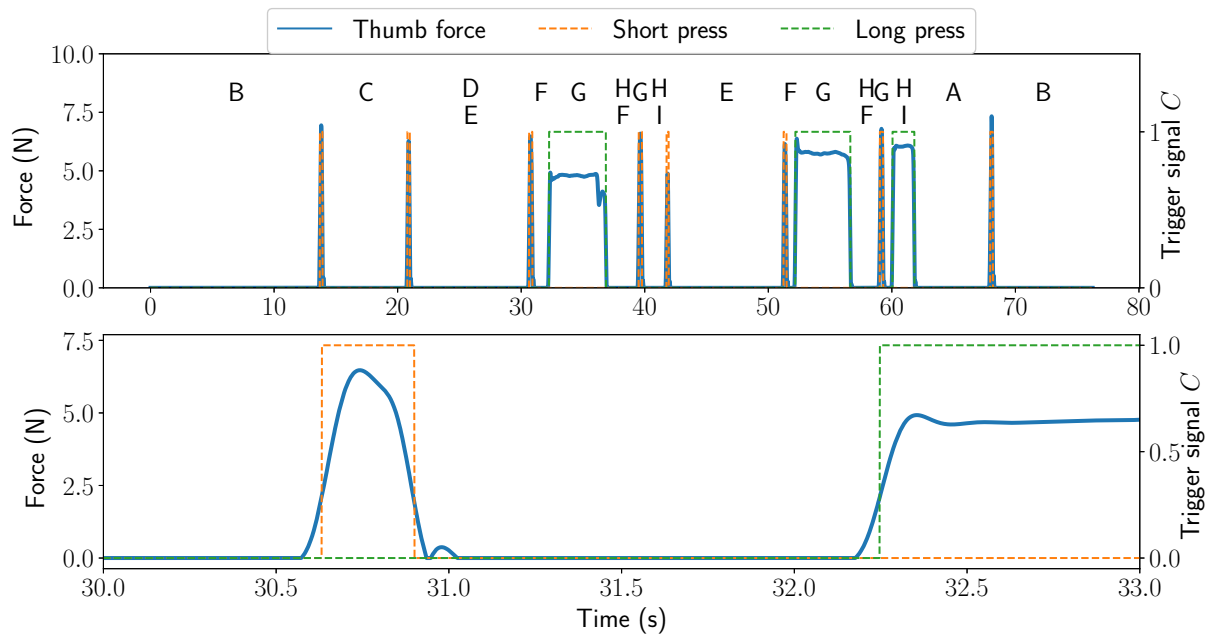 Thumb force Short press Long press
10.0
7.5
5.0
2.5
0.0
Force (N)
B C D E F G H F G H I E F G H F G H I A B
1
0
Trigger signal C
0 10 20 30 40 50 60 70 80
7.5
5.0
2.5
0.0
Force (N)
1.0
0.5
0.0
Trigger signal C
30.0 30.5 31.0 31.5 32.0 32.5 33.0
Time (s)